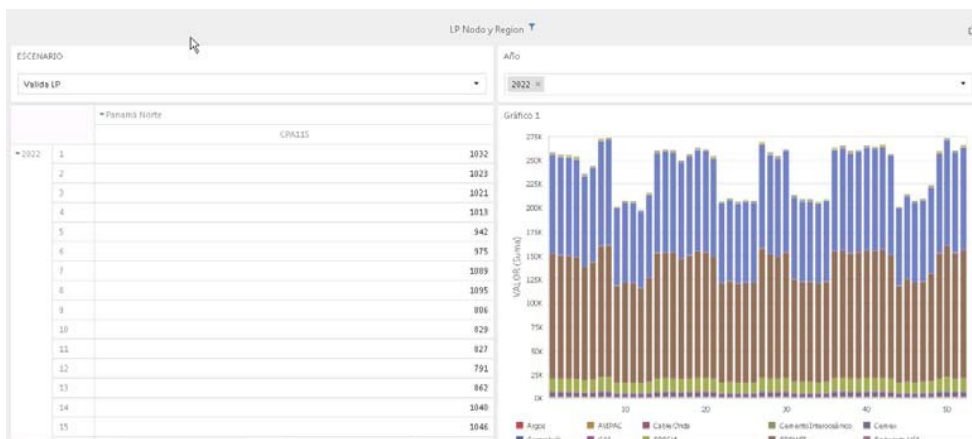 LP Nodo y Region
ESCENARIO
Valida LP
Año
2022 ×
Panamá Norte
CPA115
2022 1 1032
2 1023
3 1021
4 1013
5 942
6 975
7 1089
8 1095
9 806
10 829
11 827
12 791
13 862
14 1040
15 1046
Gráfico 1
VALOR (Suma)
275K
250K
225K
200K
175K
150K
125K
100K
75K
50K
25K
0K
10 20 30 40 50
Argos AVIPAC Cable Onda Cemento Interoceánico Cemex